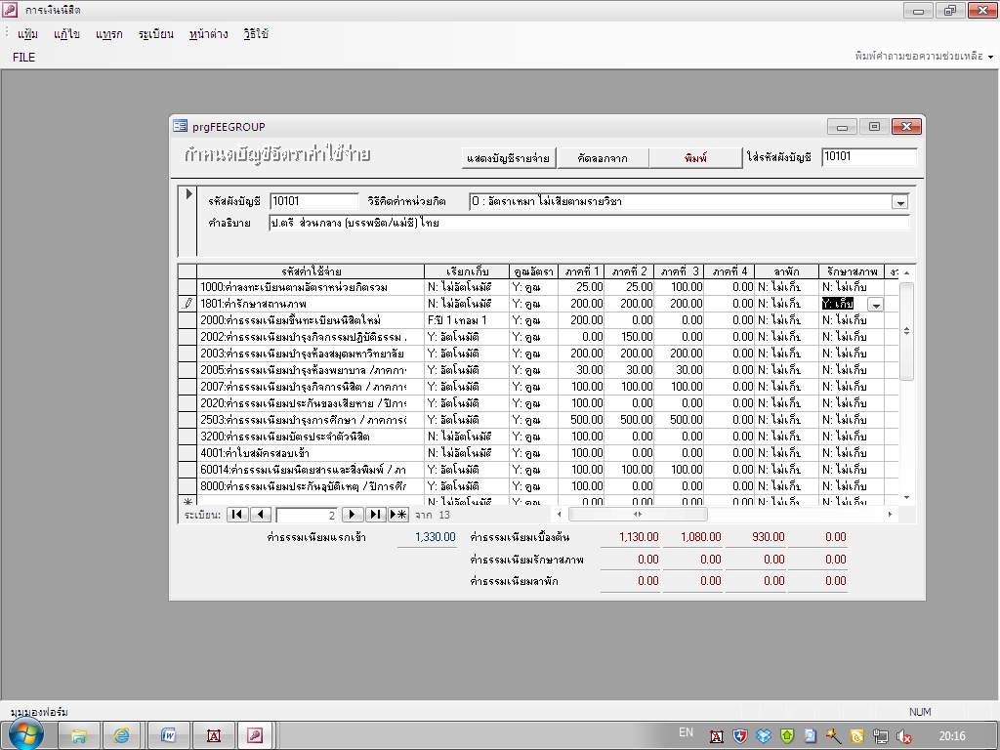 การเงินนิสิต
แฟ้ม แก้ไข แทรก ระเบียน หน้าต่าง วิธีใช้
FILE พิมพ์คำถามขอความช่วยเหลือ
prgFEEGROUP
กำหนดบัญชีอัตราค่าใช้จ่าย แสดงบัญชีรายจ่าย คัดลอกจาก พิมพ์ ใส่รหัสผังบัญชี 10101
รหัสผังบัญชี 10101 วิธีคิดค่าหน่วยกิต 0 : อัตราเหมา ไม่เสียตามรายวิชา
คำอธิบาย ป.ตรี ส่วนกลาง (บรรพชิต/แม่ชี) ไทย
รหัสค่าใช้จ่าย เรียกเก็บ คูณอัตรา ภาคที่ 1 ภาคที่ 2 ภาคที่ 3 ภาคที่ 4 ลาพัก รักษาสภาพ
1000:ค่าลงทะเบียนตามอัตราหน่วยกิตรวม N: ไม่อัตโนมัติ Y: คูณ 25.00 25.00 100.00 0.00 N: ไม่เก็บ N: ไม่เก็บ
1801:ค่ารักษาสถานภาพ N: ไม่อัตโนมัติ Y: คูณ 200.00 200.00 200.00 0.00 N: ไม่เก็บ Y: เก็บ
2000:ค่าธรรมเนียมขึ้นทะเบียนนิสิตใหม่ F:ปี 1 เทอม 1 Y: คูณ 200.00 0.00 0.00 0.00 N: ไม่เก็บ N: ไม่เก็บ
2002:ค่าธรรมเนียมบำรุงกิจกรรมปฏิบัติธรรม Y: อัตโนมัติ Y: คูณ 0.00 150.00 0.00 0.00 N: ไม่เก็บ N: ไม่เก็บ
2003:ค่าธรรมเนียมบำรุงห้องสมุดมหาวิทยาลัย Y: อัตโนมัติ Y: คูณ 200.00 200.00 200.00 0.00 N: ไม่เก็บ N: ไม่เก็บ
2005:ค่าธรรมเนียมบำรุงห้องพยาบาล /ภาคกา Y: อัตโนมัติ Y: คูณ 30.00 30.00 30.00 0.00 N: ไม่เก็บ N: ไม่เก็บ
2007:ค่าธรรมเนียมบำรุงกิจการนิสิต / ภาคการ Y: อัตโนมัติ Y: คูณ 100.00 100.00 100.00 0.00 N: ไม่เก็บ N: ไม่เก็บ
2020:ค่าธรรมเนียมประกันของเสียหาย / ปีการ Y: อัตโนมัติ Y: คูณ 100.00 0.00 0.00 0.00 N: ไม่เก็บ N: ไม่เก็บ
2503:ค่าธรรมเนียมบำรุงการศึกษา / ภาคการ Y: อัตโนมัติ Y: คูณ 500.00 500.00 500.00 0.00 N: ไม่เก็บ N: ไม่เก็บ
3200:ค่าธรรมเนียมบัตรประจำตัวนิสิต N: ไม่อัตโนมัติ Y: คูณ 100.00 0.00 0.00 0.00 N: ไม่เก็บ N: ไม่เก็บ
4001:ค่าใบสมัครสอบเข้า N: ไม่อัตโนมัติ Y: คูณ 100.00 0.00 0.00 0.00 N: ไม่เก็บ N: ไม่เก็บ
60014:ค่าธรรมเนียมนิตยสารและสิ่งพิมพ์ / ภา Y: อัตโนมัติ Y: คูณ 100.00 100.00 100.00 0.00 N: ไม่เก็บ N: ไม่เก็บ
8000:ค่าธรรมเนียมประกันอุบัติเหตุ / ปีการศึก Y: อัตโนมัติ Y: คูณ 100.00 0.00 0.00 0.00 N: ไม่เก็บ N: ไม่เก็บ
N: ไม่อัตโนมัติ Y: คูณ 0.00 0.00 0.00 0.00 N: ไม่เก็บ N: ไม่เก็บ
ระเบียน: 2 จาก 13
ค่าธรรมเนียมแรกเข้า 1,330.00 ค่าธรรมเนียมเบื้องต้น 1,130.00 1,080.00 930.00 0.00
ค่าธรรมเนียมรักษาสภาพ 0.00 0.00 0.00 0.00
ค่าธรรมเนียมลาพัก 0.00 0.00 0.00 0.00
มุมมองฟอร์ม NUM
EN 20:16